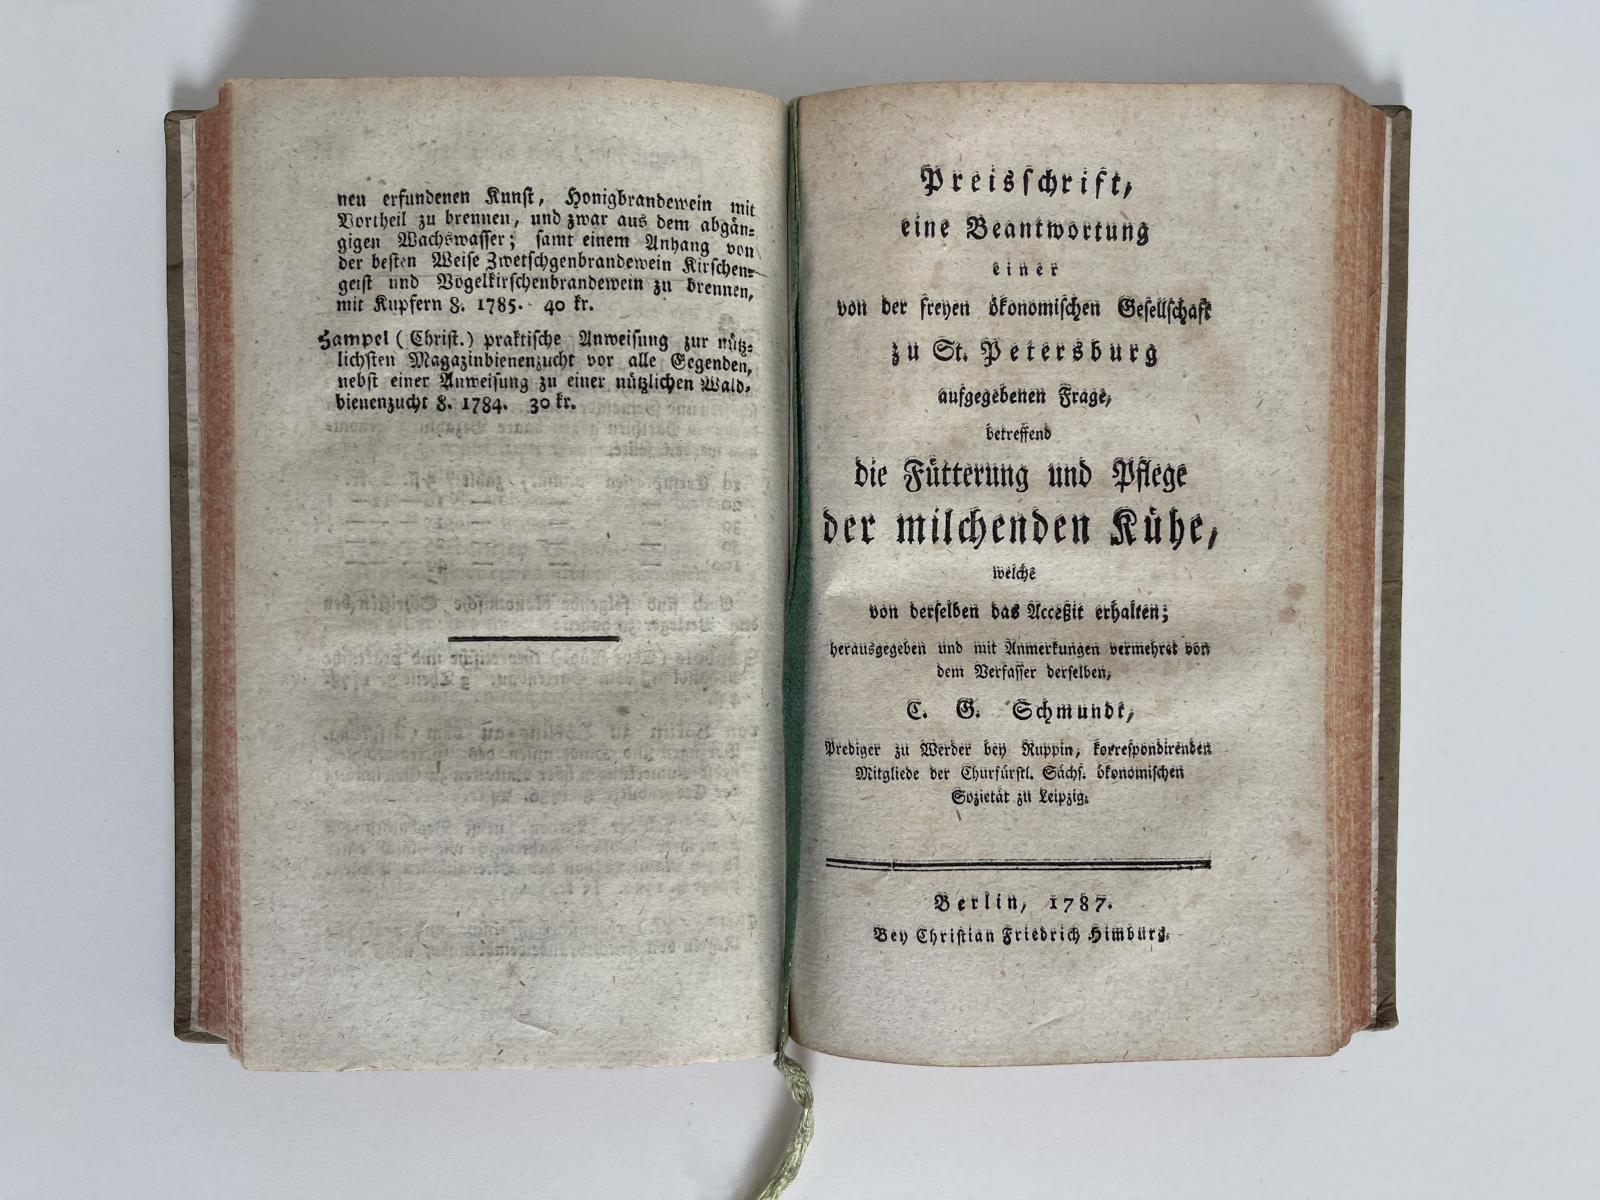 nen erfundenen Kunſt, Honigbrandewein mit
Vortheil zu brennen, und zwar aus dem abgän⸗
gigen Wachswaſſer; ſamt einem Anhang von
der beſten Weiſe Zwetſchgenbrandewein Kirſchen⸗
geiſt und Vogelkirſchenbrandewein zu brennen,
mit Kupfern 8. 1785. 40 kr.
Hampel (Chriſt.) praktiſche Anweiſung zur nütz⸗
lichſten Magazinbienenzucht vor alle Gegenden,
nebſt einer Anweiſung zu einer nützlichen Wald⸗
bienenzucht 8. 1784. 30 kr.
Preisſchrift,
eine Beantwortung
einer
von der freyen ökonomiſchen Geſellſchaft
zu St. Petersburg
aufgegebenen Frage,
betreffend
die Fütterung und Pflege
der milchenden Kühe,
welche
von derſelben das Acceßit erhalten;
herausgegeben und mit Anmerkungen vermehret von
dem Verfaſſer derſelben,
C. G. Schmundt,
Prediger zu Werder bey Ruppin, korreſpondirenden
Mitgliede der Churfürſtl. Sächſ. ökonomiſchen
Sozietät zu Leipzig.
Berlin, 1787.
Bey Chriſtian Friedrich Himburg.